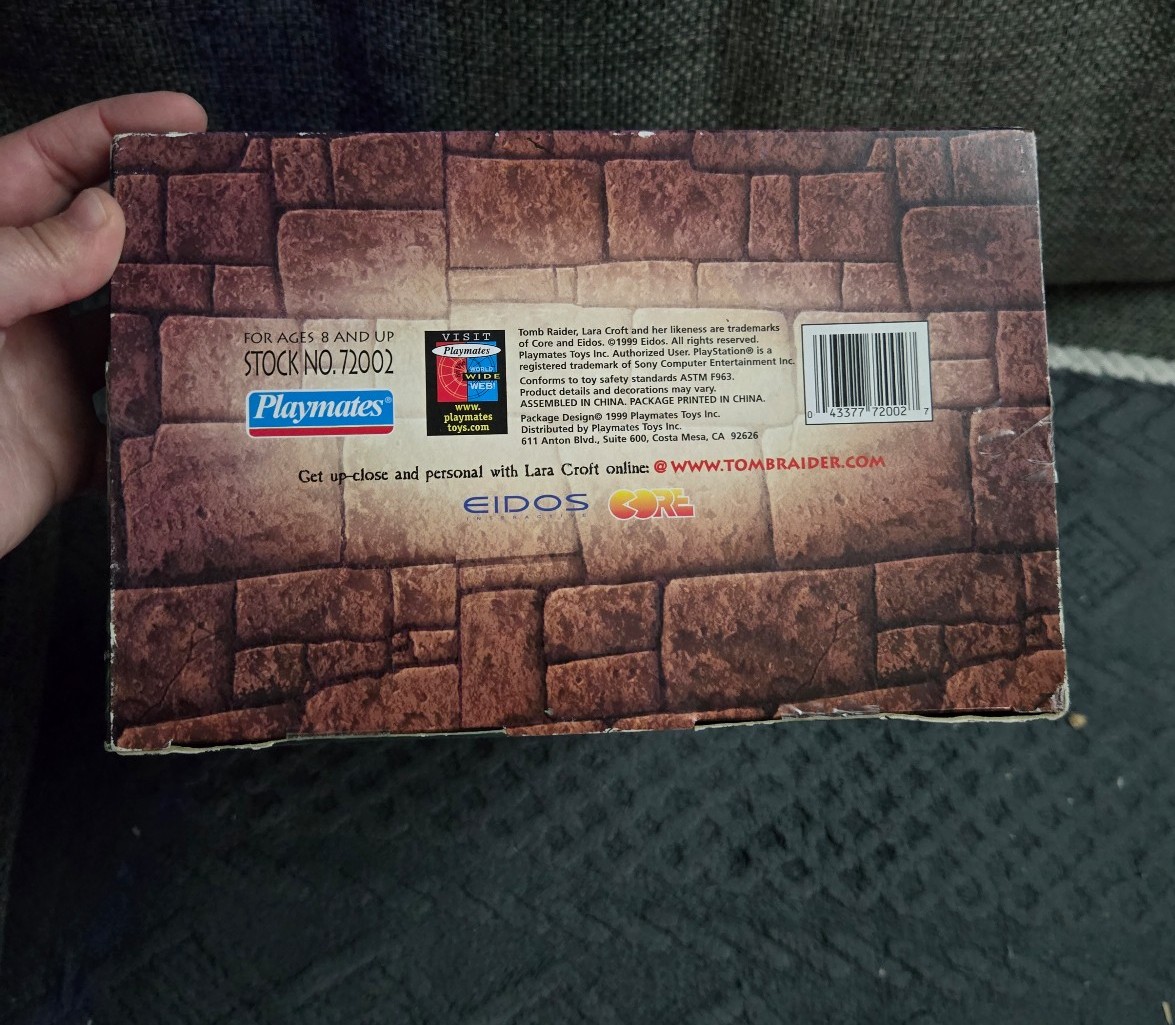 FOR AGES 8 AND UP
STOCK NO. 72002
Playmates®
VISIT
Playmates
WORLD
WIDE
WEB!
www.
playmates
toys.com
Tomb Raider, Lara Croft and her likeness are trademarks
of Core and Eidos. ©1999 Eidos. All rights reserved.
Playmates Toys Inc. Authorized User. PlayStation® is a
registered trademark of Sony Computer Entertainment Inc.
Conforms to toy safety standards ASTM F963.
Product details and decorations may vary.
ASSEMBLED IN CHINA. PACKAGE PRINTED IN CHINA.
Package Design© 1999 Playmates Toys Inc.
Distributed by Playmates Toys Inc.
611 Anton Blvd., Suite 600, Costa Mesa, CA 92626
0 43377 72002 7
Get up-close and personal with Lara Croft online: @ WWW.TOMBRAIDER.COM
EIDOS
INTERACTIVE
CORE